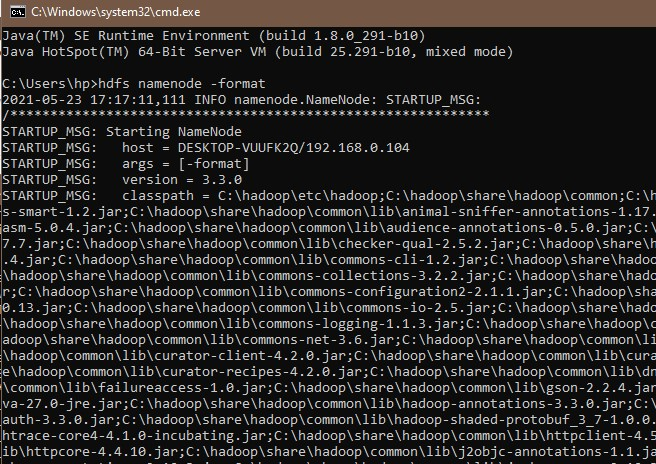 C:\Windows\system32\cmd.exe
Java(TM) SE Runtime Environment (build 1.8.0_291-b10)
Java HotSpot(TM) 64-Bit Server VM (build 25.291-b10, mixed mode)
C:\Users\hp>hdfs namenode -format
2021-05-23 17:17:11,111 INFO namenode.NameNode: STARTUP_MSG:
/************************************************************
STARTUP_MSG: Starting NameNode
STARTUP_MSG:   host = DESKTOP-VUUFK2Q/192.168.0.104
STARTUP_MSG:   args = [-format]
STARTUP_MSG:   version = 3.3.0
STARTUP_MSG:   classpath = C:\hadoop\etc\hadoop;C:\hadoop\share\hadoop\common;C:\h
s-smart-1.2.jar;C:\hadoop\share\hadoop\common\lib\animal-sniffer-annotations-1.17.
asm-5.0.4.jar;C:\hadoop\share\hadoop\common\lib\audience-annotations-0.5.0.jar;C:\
7.7.jar;C:\hadoop\share\hadoop\common\lib\checker-qual-2.5.2.jar;C:\hadoop\share\h
.4.jar;C:\hadoop\share\hadoop\common\lib\commons-cli-1.2.jar;C:\hadoop\share\hadoo
\hadoop\share\hadoop\common\lib\commons-collections-3.2.2.jar;C:\hadoop\share\hado
r;C:\hadoop\share\hadoop\common\lib\commons-configuration2-2.1.1.jar;C:\hadoop\sha
0.13.jar;C:\hadoop\share\hadoop\common\lib\commons-io-2.5.jar;C:\hadoop\share\hado
\hadoop\share\hadoop\common\lib\commons-logging-1.1.3.jar;C:\hadoop\share\hadoop\c
adoop\share\hadoop\common\lib\commons-net-3.6.jar;C:\hadoop\share\hadoop\common\li
\hadoop\common\lib\curator-client-4.2.0.jar;C:\hadoop\share\hadoop\common\lib\cura
e\hadoop\common\lib\curator-recipes-4.2.0.jar;C:\hadoop\share\hadoop\common\lib\dn
\common\lib\failureaccess-1.0.jar;C:\hadoop\share\hadoop\common\lib\gson-2.2.4.jar
va-27.0-jre.jar;C:\hadoop\share\hadoop\common\lib\hadoop-annotations-3.3.0.jar;C:\
auth-3.3.0.jar;C:\hadoop\share\hadoop\common\lib\hadoop-shaded-protobuf_3_7-1.0.0.
htrace-core4-4.1.0-incubating.jar;C:\hadoop\share\hadoop\common\lib\httpclient-4.5
ib\httpcore-4.4.10.jar;C:\hadoop\share\hadoop\common\lib\j2objc-annotations-1.1.ja